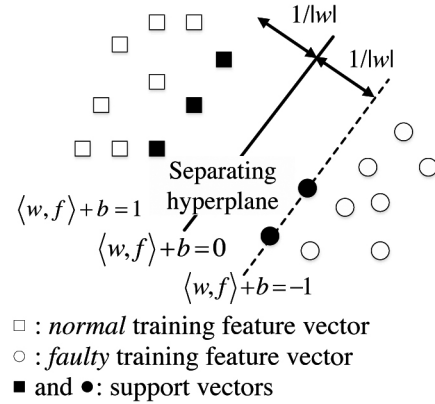 1/|w|
1/|w|
Separating
hyperplane
⟨w, f⟩+b=1
⟨w, f⟩+b=0
⟨w, f⟩+b=−1
□ : normal training feature vector
○ : faulty training feature vector
■ and ●: support vectors